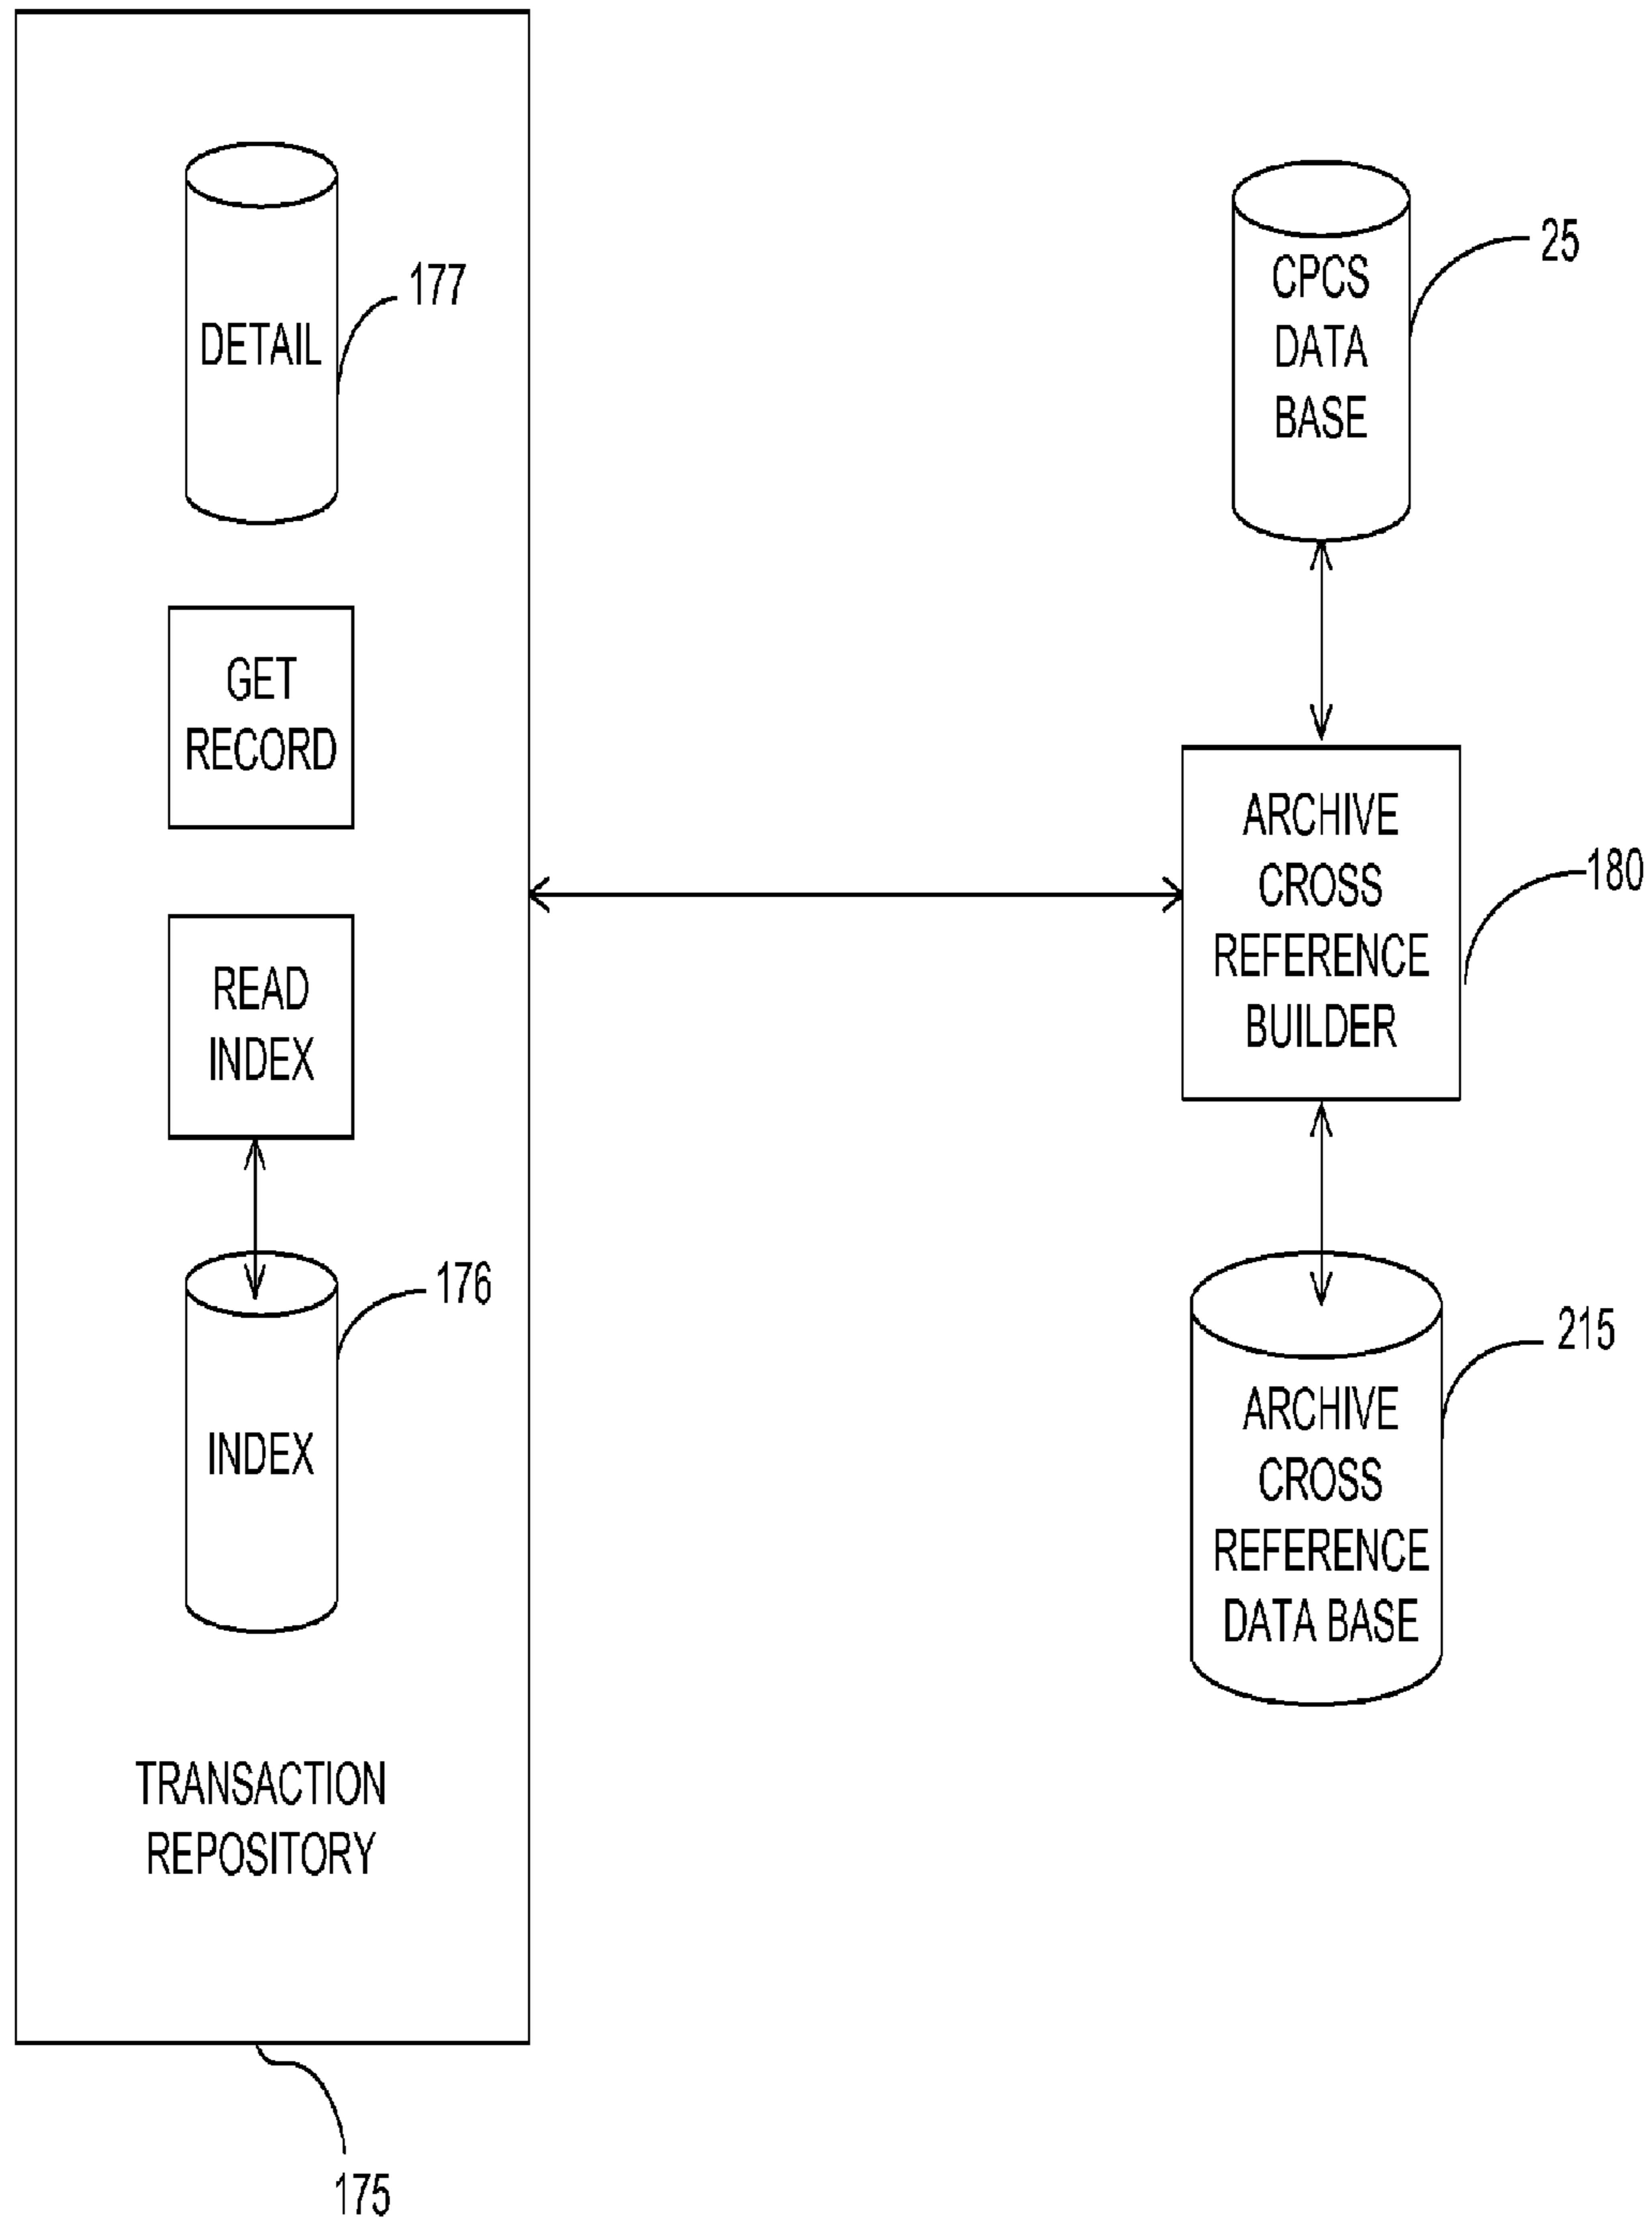 DETAIL
177
GET
RECORD
READ
INDEX
176
INDEX
TRANSACTION
REPOSITORY
175
CPCS
DATA
BASE
25
ARCHIVE
CROSS
REFERENCE
BUILDER
180
ARCHIVE
CROSS
REFERENCE
DATA BASE
215